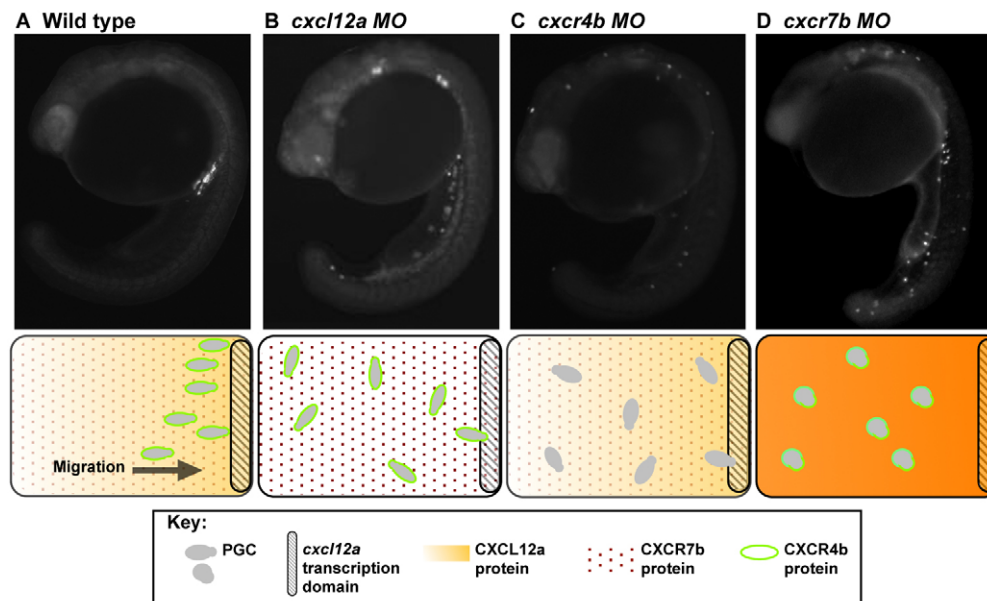 A Wild type
B cxcl12a MO
C cxcr4b MO
D cxcr7b MO
Migration
Key:
PGC
cxcl12a
transcription
domain
CXCL12a
protein
CXCR7b
protein
CXCR4b
protein